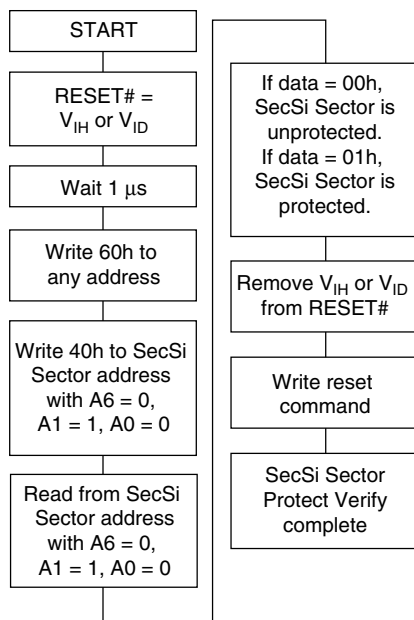 START
RESET# =
V_IH or V_ID
Wait 1 μs
Write 60h to
any address
Write 40h to SecSi
Sector address
with A6 = 0,
A1 = 1, A0 = 0
Read from SecSi
Sector address
with A6 = 0,
A1 = 1, A0 = 0
If data = 00h,
SecSi Sector is
unprotected.
If data = 01h,
SecSi Sector is
protected.
Remove V_IH or V_ID
from RESET#
Write reset
command
SecSi Sector
Protect Verify
complete